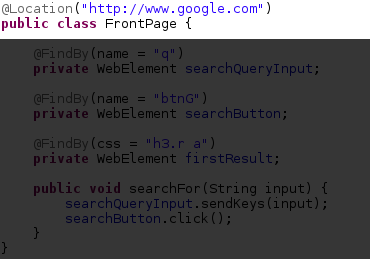 @Location("http://www.google.com")
public class FrontPage {
@FindBy(name = "q")
private WebElement searchQueryInput;
@FindBy(name = "btnG")
private WebElement searchButton;
@FindBy(css = "h3.r a")
private WebElement firstResult;
public void searchFor(String input) {
searchQueryInput.sendKeys(input);
searchButton.click();
}
}